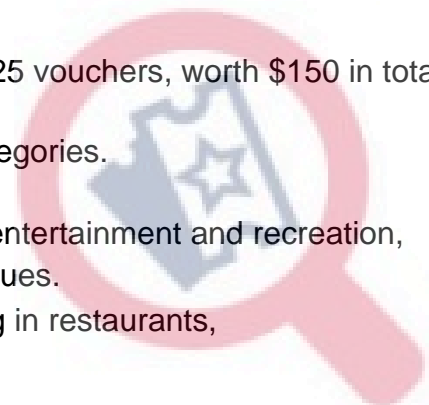 25 vouchers, worth $150 in tota
egories.
entertainment and recreation,
ues.
g in restaurants,